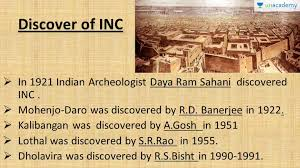 Discover of INC
unacademy
In 1921 Indian Archeologist Daya Ram Sahani discovered
INC .
Mohenjo-Daro was discovered by R.D. Banerjee in 1922.
Kalibangan was discovered by A.Gosh in 1951
Lothal was discovered by S.R.Rao in 1955.
Dholavira was discovered by R.S.Bisht in 1990-1991.